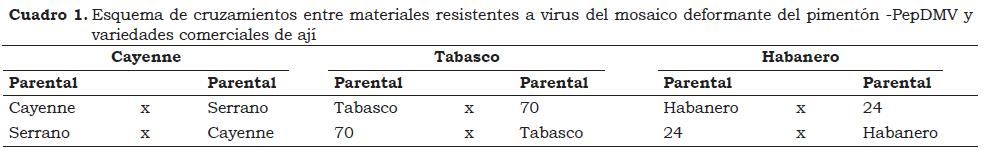 Cuadro 1. Esquema de cruzamientos entre materiales resistentes a virus del mosaico deformante del pimentón -PepDMV y
variedades comerciales de ají
Cayenne Tabasco Habanero
Parental Parental Parental Parental Parental Parental
Cayenne x Serrano Tabasco x 70 Habanero x 24
Serrano x Cayenne 70 x Tabasco 24 x Habanero